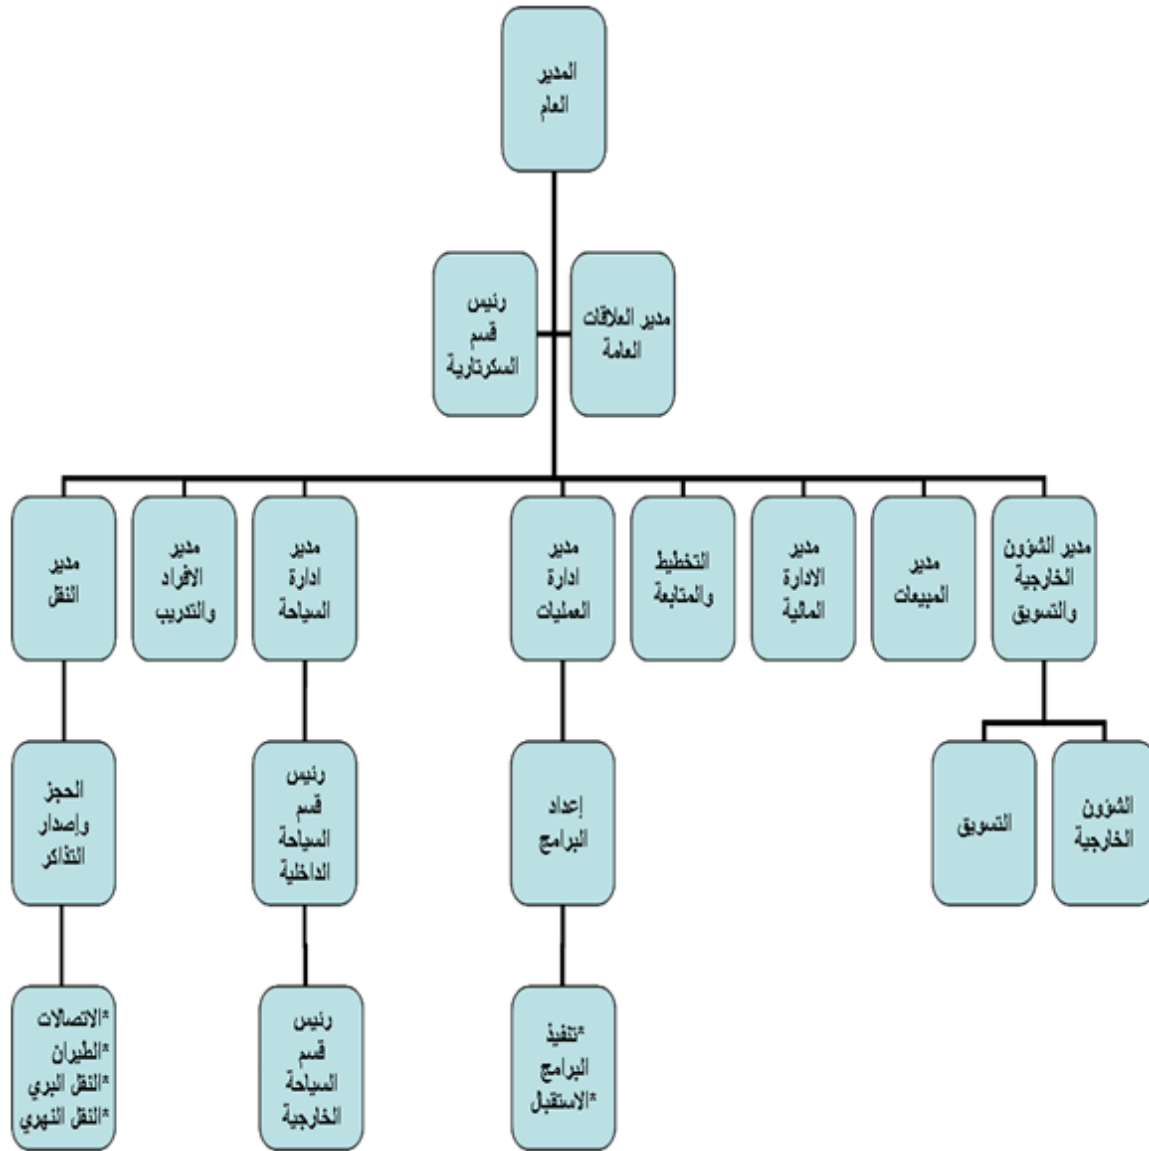 المدير
العام
مدير العلاقات
العامة
رئيس
قسم
السكرتارية
مدير الشؤون
الخارجية
والتسويق
مدير
المبيعات
مدير
الادارة
المالية
التخطيط
والمتابعة
مدير
ادارة
العمليات
مدير
ادارة
السياحة
مدير
الافراد
والتدريب
مدير
النقل
الشؤون
الخارجية
التسويق
إعداد
البرامج
رئيس
قسم
السياحة
الداخلية
الحجز
وإصدار
التذاكر
*تنفيذ
البرامج
*الاستقبال
رئيس
قسم
السياحة
الخارجية
*الاتصالات
*الطيران
*النقل البري
*النقل النهري